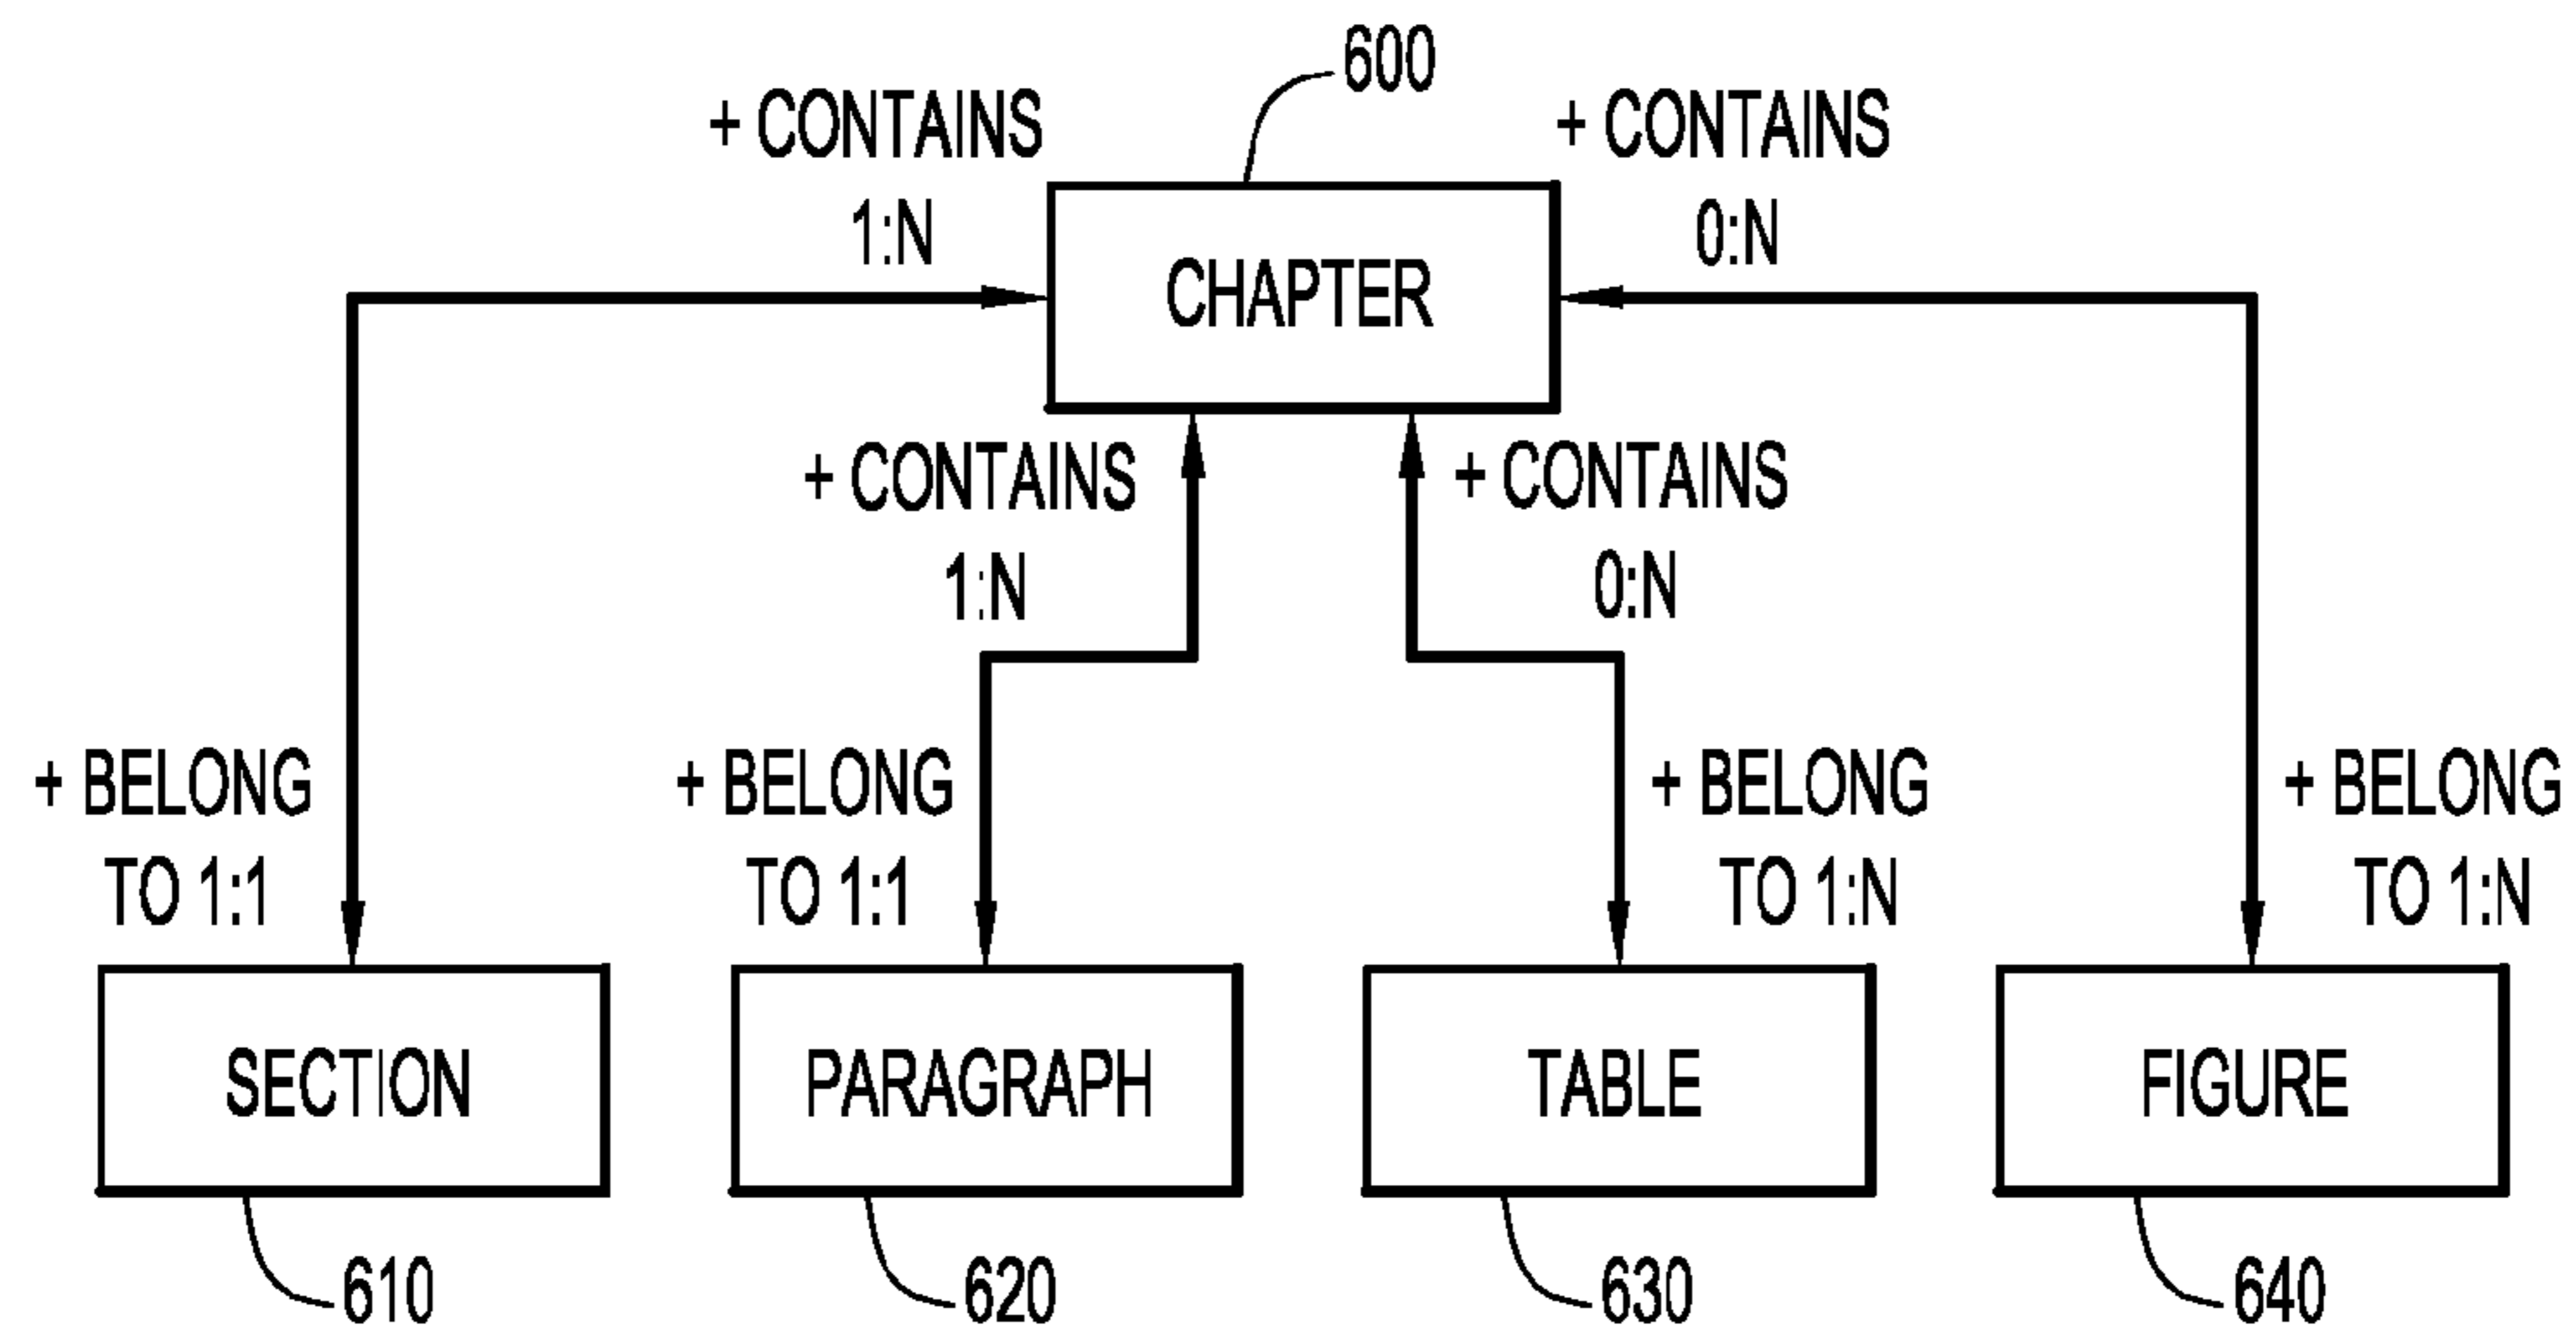 600
+ CONTAINS
1:N
+ CONTAINS
0:N
CHAPTER
+ CONTAINS
1:N
+ CONTAINS
0:N
+ BELONG
TO 1:1
+ BELONG
TO 1:1
+ BELONG
TO 1:N
+ BELONG
TO 1:N
SECTION
PARAGRAPH
TABLE
FIGURE
610
620
630
640